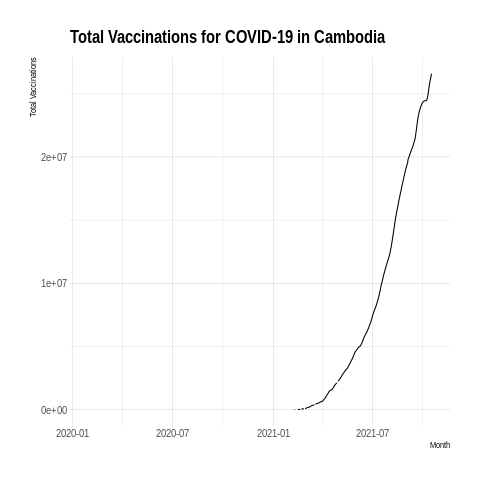 Total Vaccinations for COVID-19 in Cambodia
Total Vaccinations
2e+07
1e+07
0e+00
2020-01 2020-07 2021-01 2021-07
Month